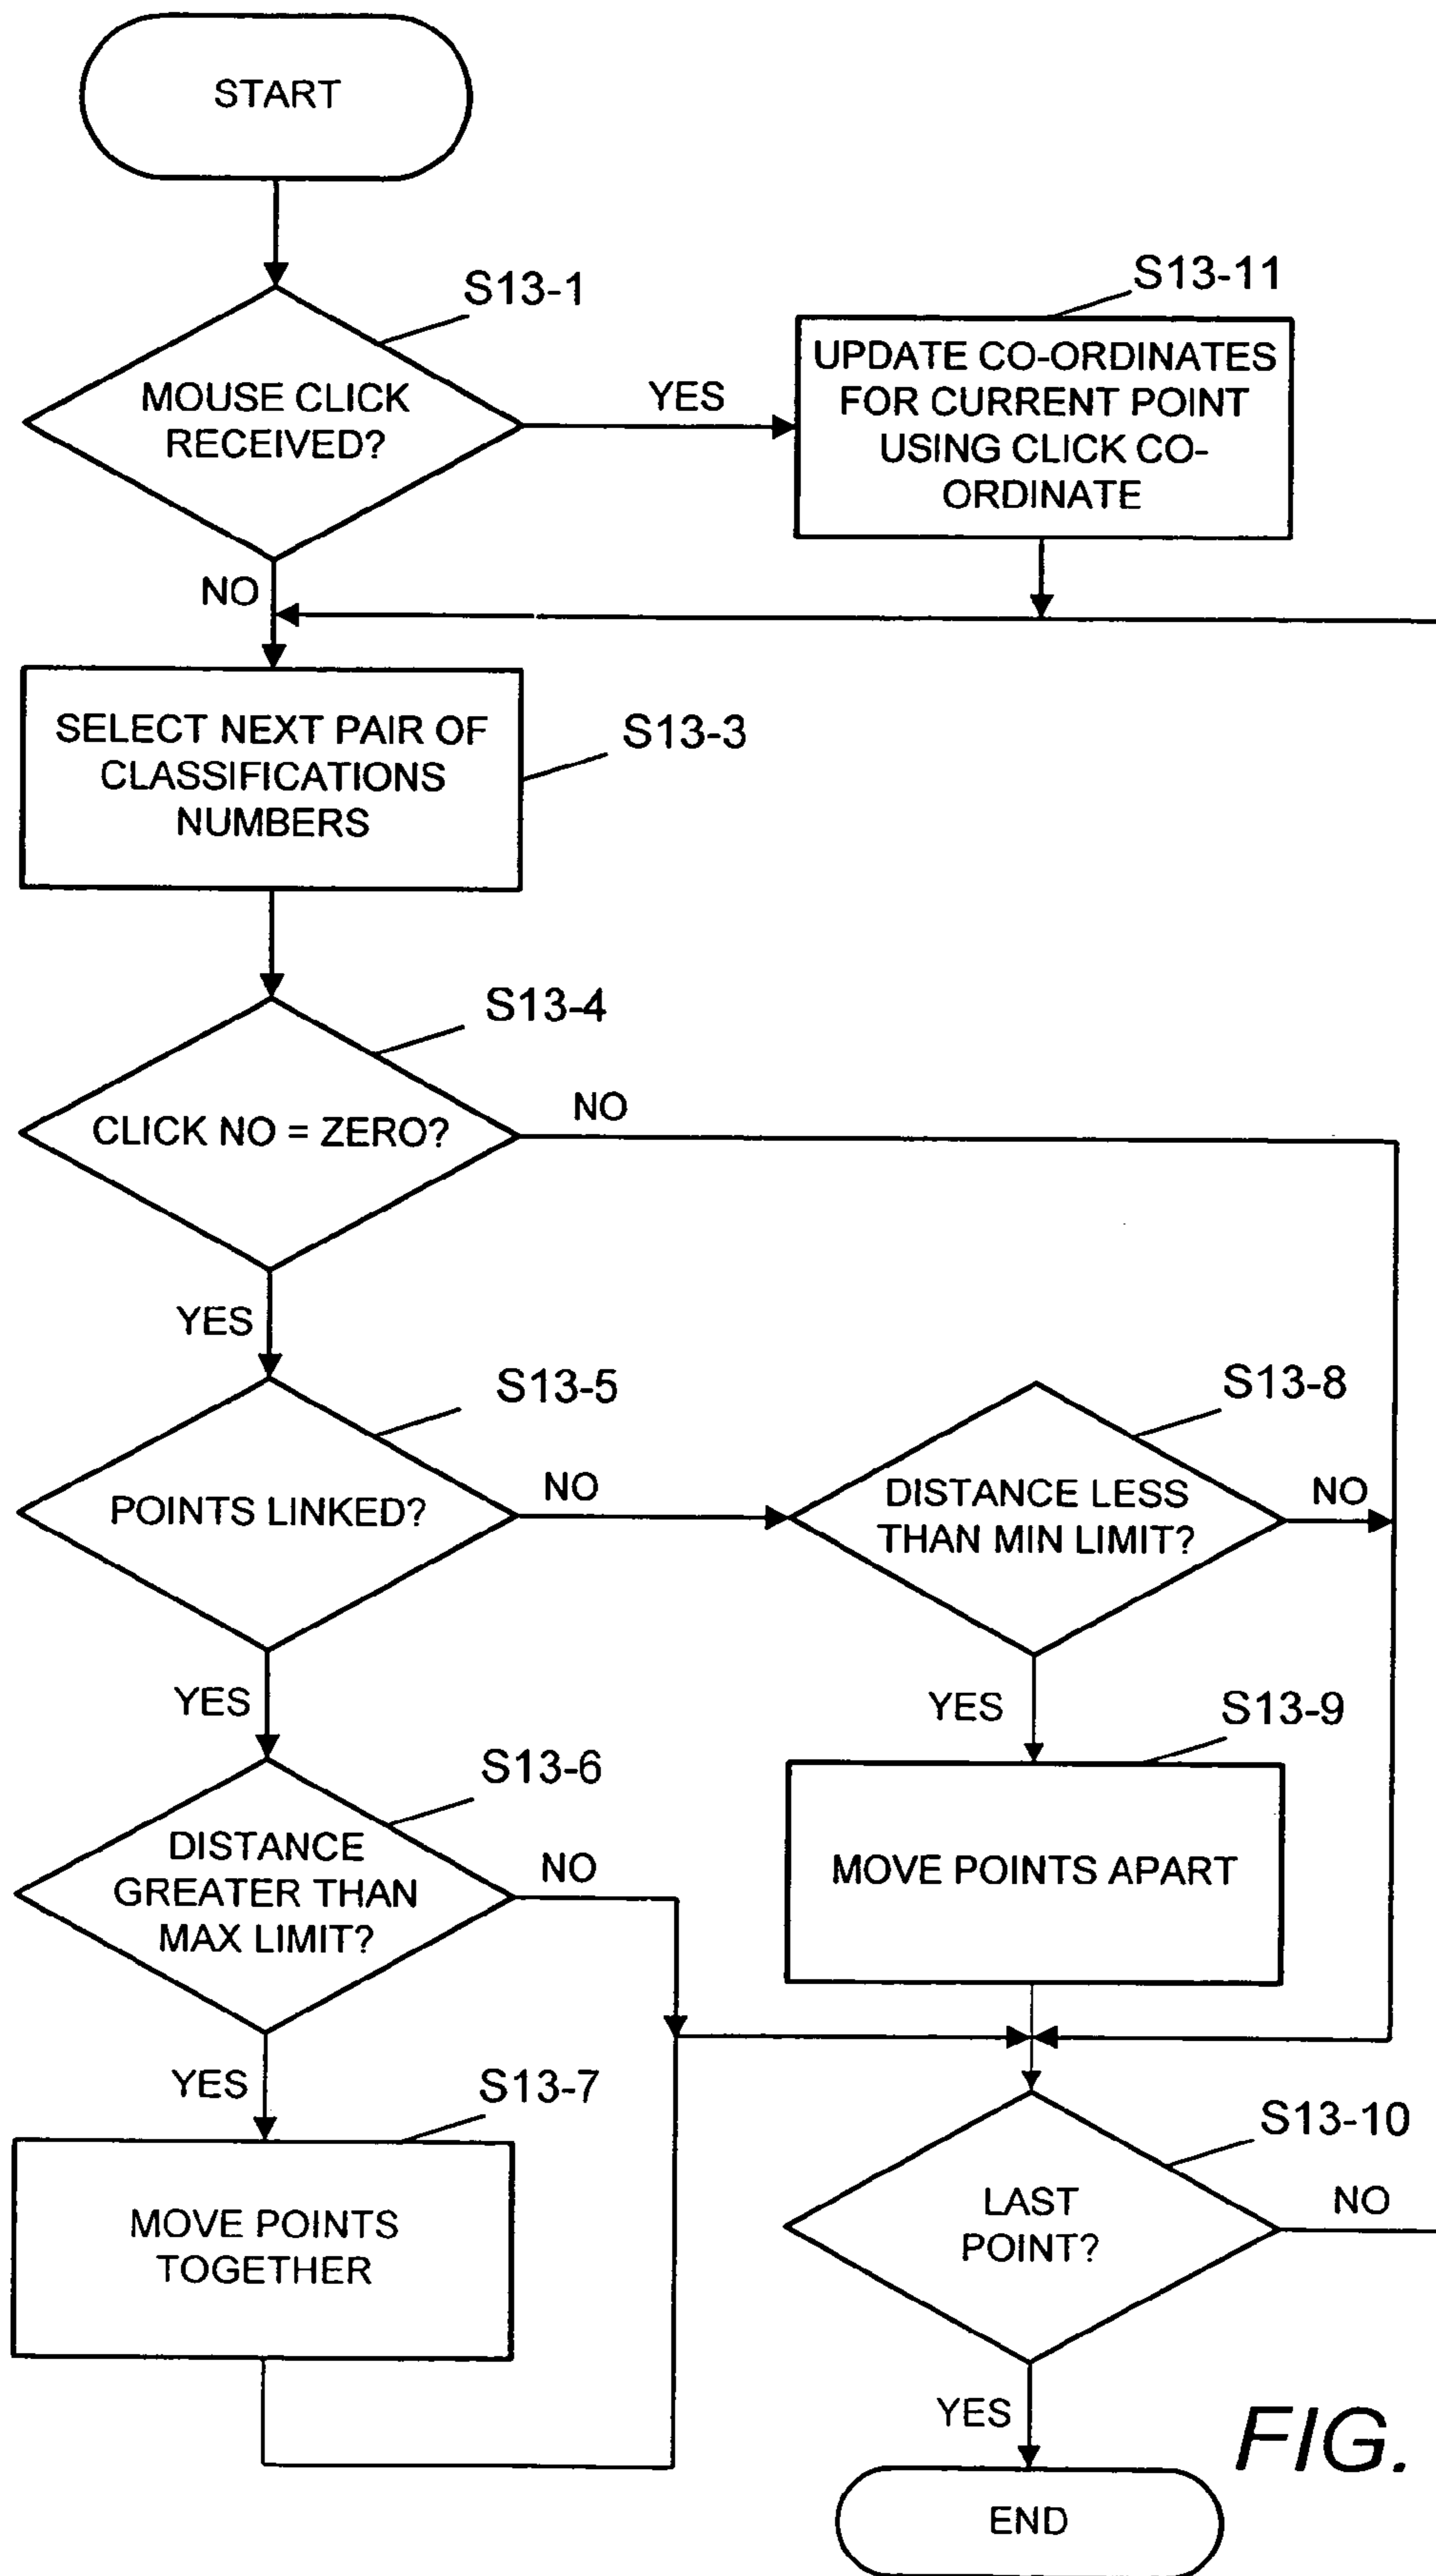 START
S13-1
S13-11
MOUSE CLICK
RECEIVED?
YES
UPDATE CO-ORDINATES
FOR CURRENT POINT
USING CLICK CO-
ORDINATE
NO
SELECT NEXT PAIR OF
CLASSIFICATIONS
NUMBERS
S13-3
S13-4
CLICK NO = ZERO?
NO
YES
S13-5
S13-8
POINTS LINKED?
NO
DISTANCE LESS
THAN MIN LIMIT?
NO
YES
YES
S13-9
S13-6
DISTANCE
GREATER THAN
MAX LIMIT?
NO
MOVE POINTS APART
YES
S13-7
S13-10
MOVE POINTS
TOGETHER
LAST
POINT?
NO
YES
FIG.
END